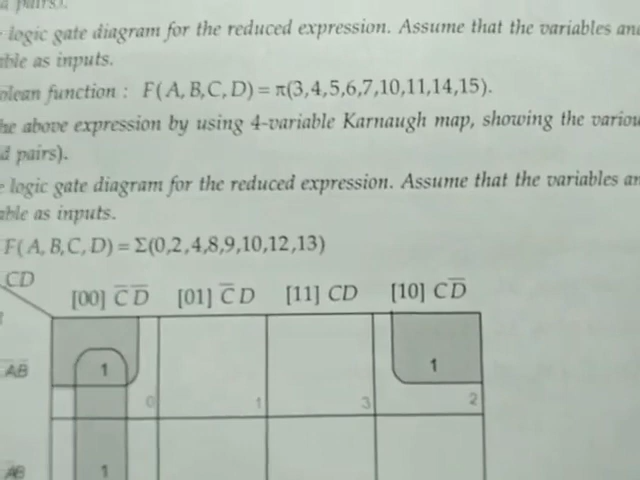 d pairs).
logic gate diagram for the reduced expression. Assume that the variables and
able as inputs.
olean function : F(A,B,C,D) = π(3,4,5,6,7,10,11,14,15).
he above expression by using 4-variable Karnaugh map, showing the variou
d pairs).
e logic gate diagram for the reduced expression. Assume that the variables an
able as inputs.
F(A,B,C,D) = Σ(0,2,4,8,9,10,12,13)
CD
[00] C̅ D̅ [01] C̅ D [11] CD [10] CD̅
AB 1 1
0 1 3 2
AB 1